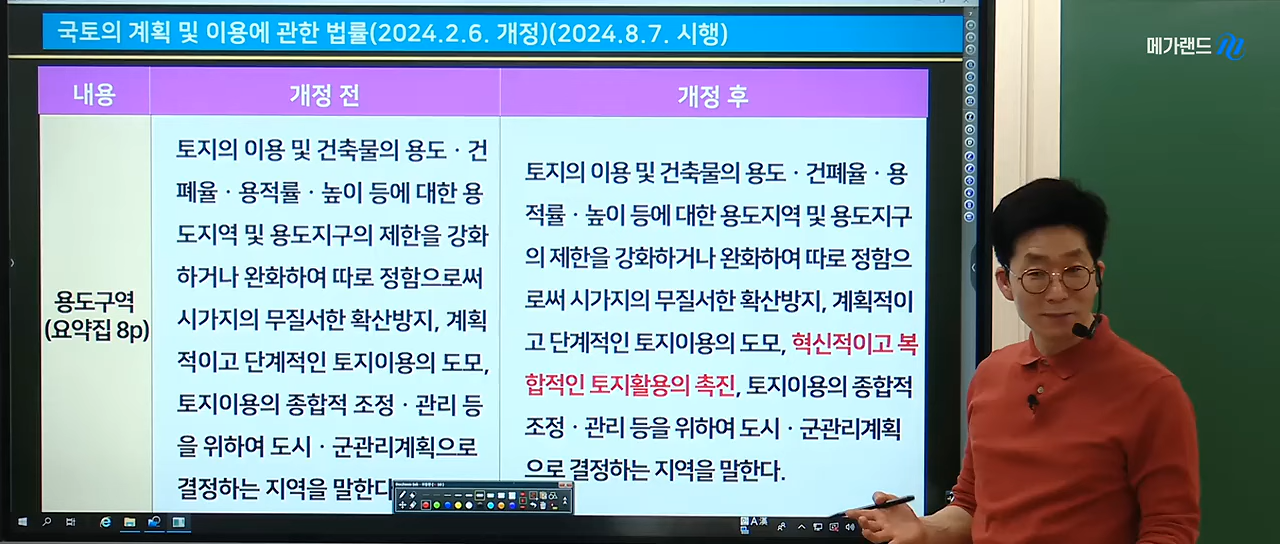 국토의 계획 및 이용에 관한 법률(2024.2.6. 개정)(2024.8.7. 시행)
메가랜드
내용
개정 전
개정 후
용도구역
(요약집 8p)
토지의 이용 및 건축물의 용도 · 건
폐율 · 용적률 · 높이 등에 대한 용
도지역 및 용도지구의 제한을 강화
하거나 완화하여 따로 정함으로써
시가지의 무질서한 확산방지, 계획
적이고 단계적인 토지이용의 도모,
토지이용의 종합적 조정 · 관리 등
을 위하여 도시 · 군관리계획으로
결정하는 지역을 말한다
토지의 이용 및 건축물의 용도 · 건폐율 · 용
적률 · 높이 등에 대한 용도지역 및 용도지구
의 제한을 강화하거나 완화하여 따로 정함으
로써 시가지의 무질서한 확산방지, 계획적이
고 단계적인 토지이용의 도모, 혁신적이고 복
합적인 토지활용의 촉진, 토지이용의 종합적
조정 · 관리 등을 위하여 도시 · 군관리계획
으로 결정하는 지역을 말한다.
A 漢